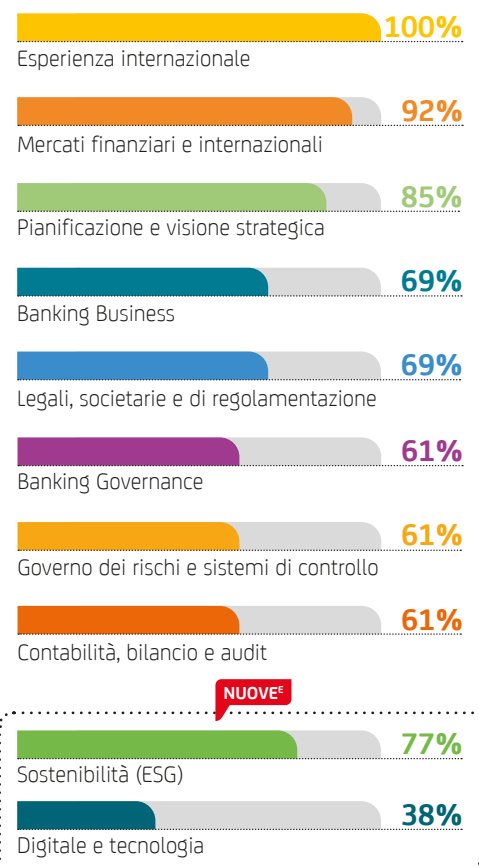 100%
Esperienza internazionale
92%
Mercati finanziari e internazionali
85%
Pianificazione e visione strategica
69%
Banking Business
69%
Legali, societarie e di regolamentazione
61%
Banking Governance
61%
Governo dei rischi e sistemi di controllo
61%
Contabilità, bilancio e audit
NUOVEᴱ
77%
Sostenibilità (ESG)
38%
Digitale e tecnologia